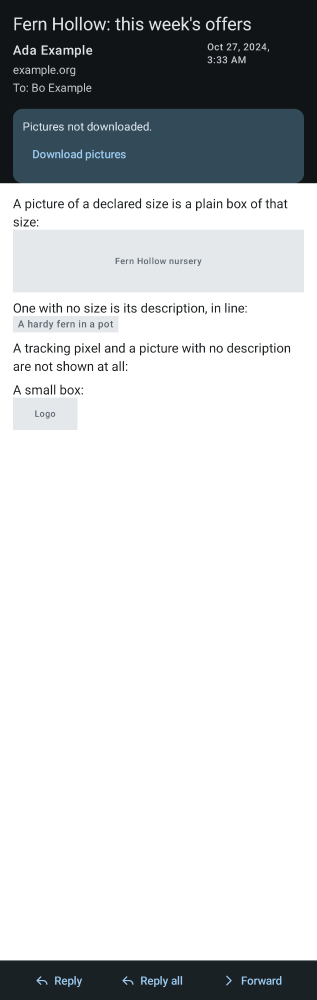 Fern Hollow: this week's offers
Ada Example
Oct 27, 2024,
3:33 AM
example.org
To: Bo Example
Pictures not downloaded.
Download pictures
A picture of a declared size is a plain box of that
size:
Fern Hollow nursery
One with no size is its description, in line:
A hardy fern in a pot
A tracking pixel and a picture with no description
are not shown at all:
A small box:
Logo
Reply
Reply all
Forward